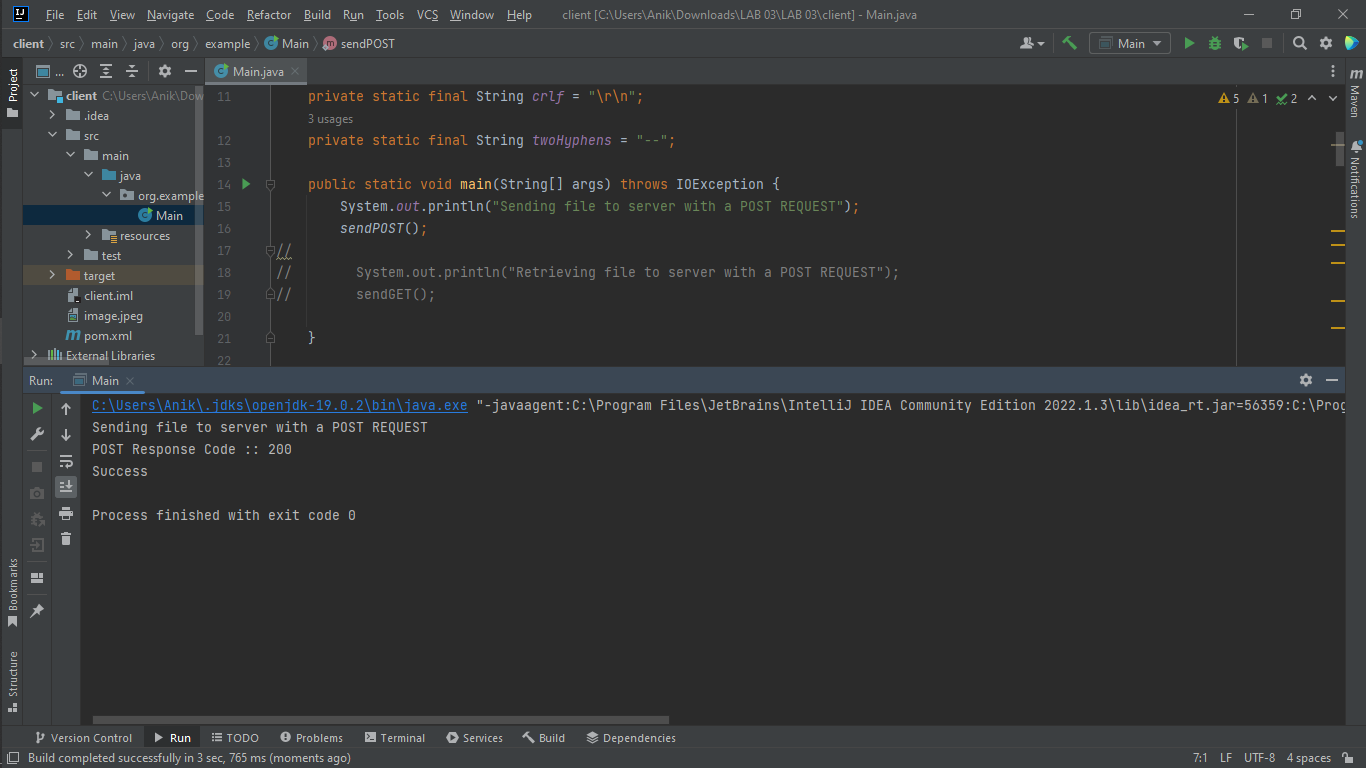 File Edit View Navigate Code Refactor Build Run Tools VCS Window Help client [C:\Users\Anik\Downloads\LAB 03\LAB 03\client] - Main.java
client src main java org example Main sendPOST Main
Project
... Main.java
client C:\Users\Anik\Dow
.idea
src
main
java
org.example
Main
resources
test
target
client.iml
image.jpeg
pom.xml
External Libraries
11 private static final String crlf = "\r\n"; 5 1 2
3 usages
12 private static final String twoHyphens = "--";
13
14 public static void main(String[] args) throws IOException {
15 System.out.println("Sending file to server with a POST REQUEST");
16 sendPOST();
17 //
18 // System.out.println("Retrieving file to server with a POST REQUEST");
19 // sendGET();
20
21 }
22
m Maven
Notifications
Run: Main
C:\Users\Anik\.jdks\openjdk-19.0.2\bin\java.exe "-javaagent:C:\Program Files\JetBrains\IntelliJ IDEA Community Edition 2022.1.3\lib\idea_rt.jar=56359:C:\Prog
Sending file to server with a POST REQUEST
POST Response Code :: 200
Success
Process finished with exit code 0
Bookmarks
Structure
Version Control Run TODO Problems Terminal Services Build Dependencies
Build completed successfully in 3 sec, 765 ms (moments ago) 7:1 LF UTF-8 4 spaces